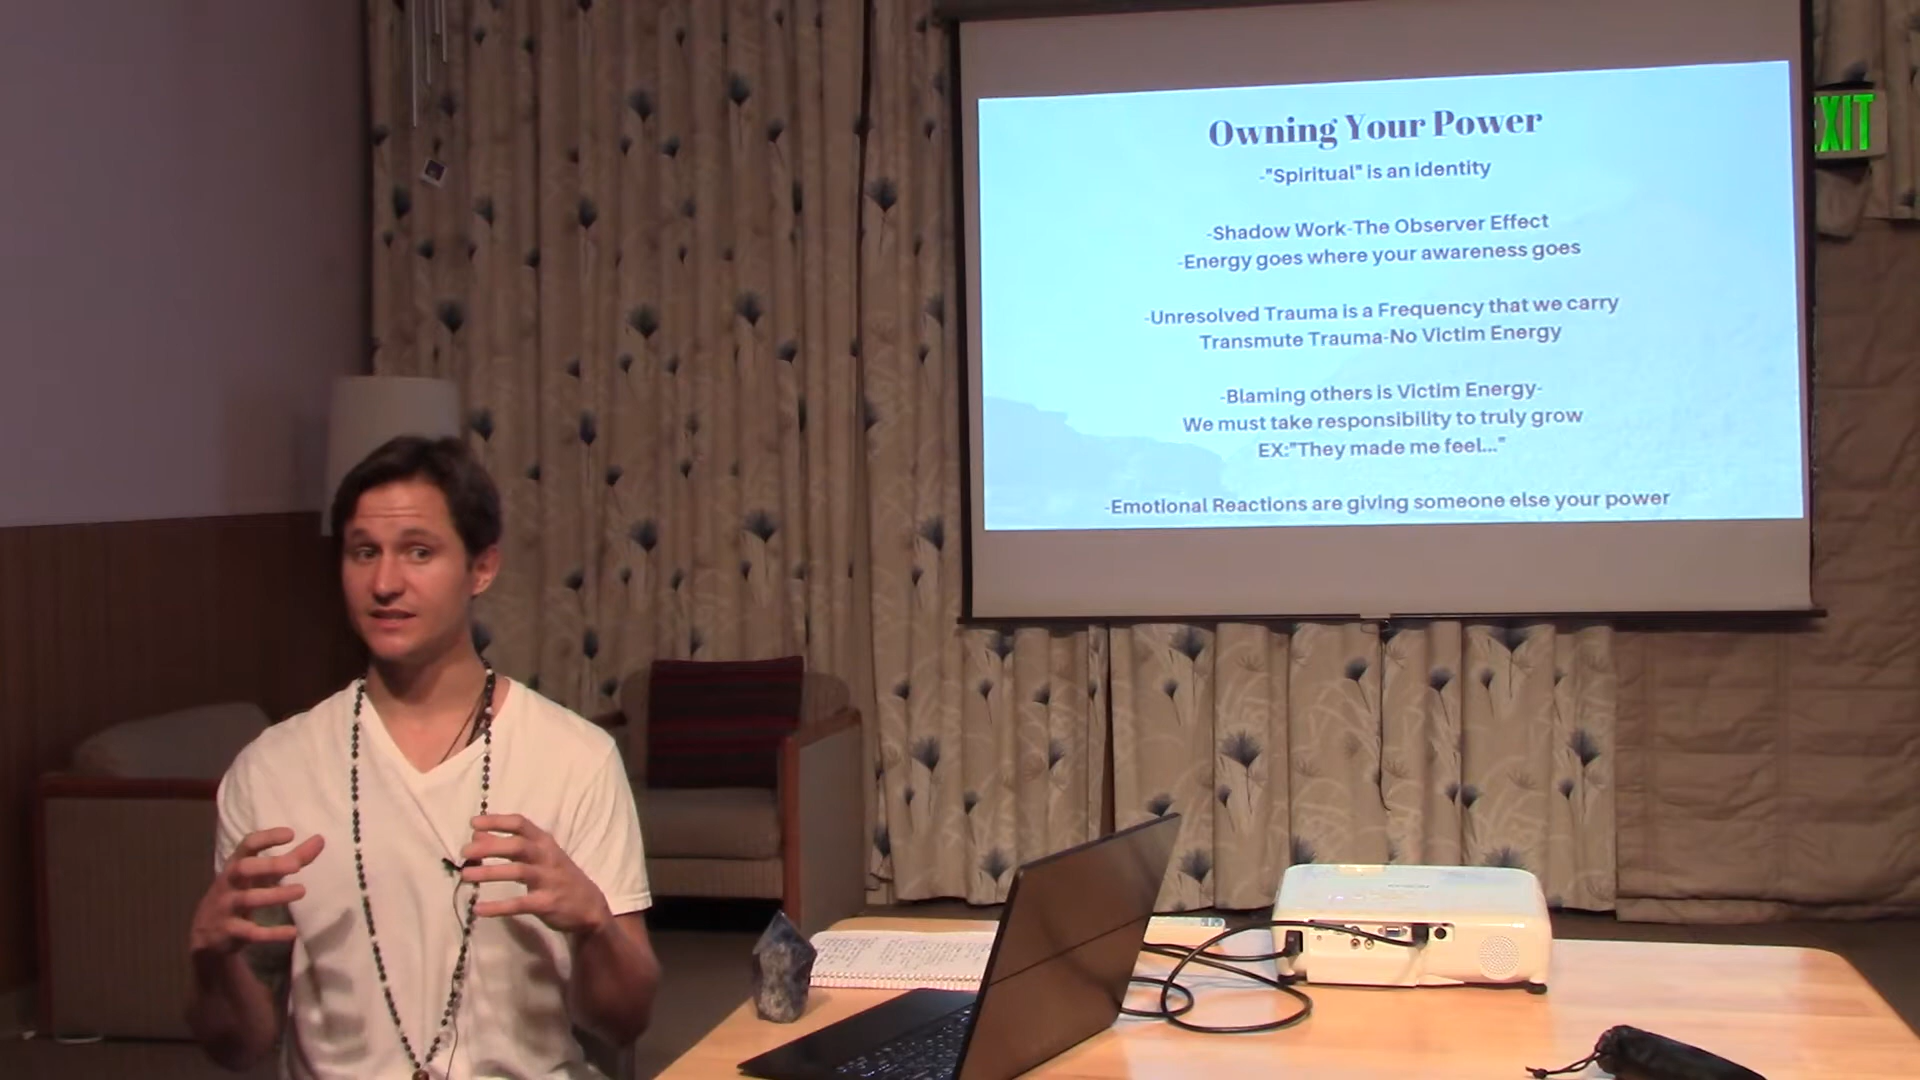 Owning Your Power
-"Spiritual" is an identity
-Shadow Work-The Observer Effect
-Energy goes where your awareness goes
-Unresolved Trauma is a Frequency that we carry
Transmute Trauma-No Victim Energy
-Blaming others is Victim Energy-
We must take responsibility to truly grow
EX:"They made me feel..."
-Emotional Reactions are giving someone else your power
EXIT